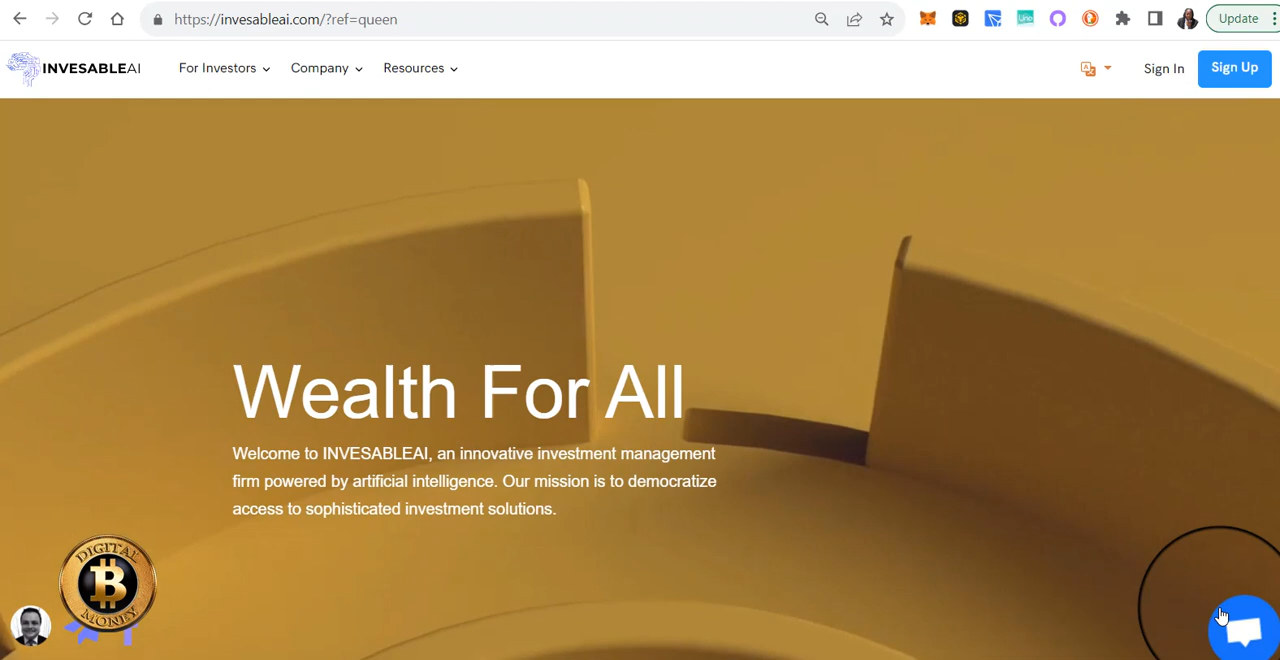 https://invesableai.com/?ref=queen
Update
INVESABLEAI
For Investors
Company
Resources
Sign In
Sign Up
Wealth For All
Welcome to INVESABLEAI, an innovative investment management
firm powered by artificial intelligence. Our mission is to democratize
access to sophisticated investment solutions.
DIGITAL
B
MONEY